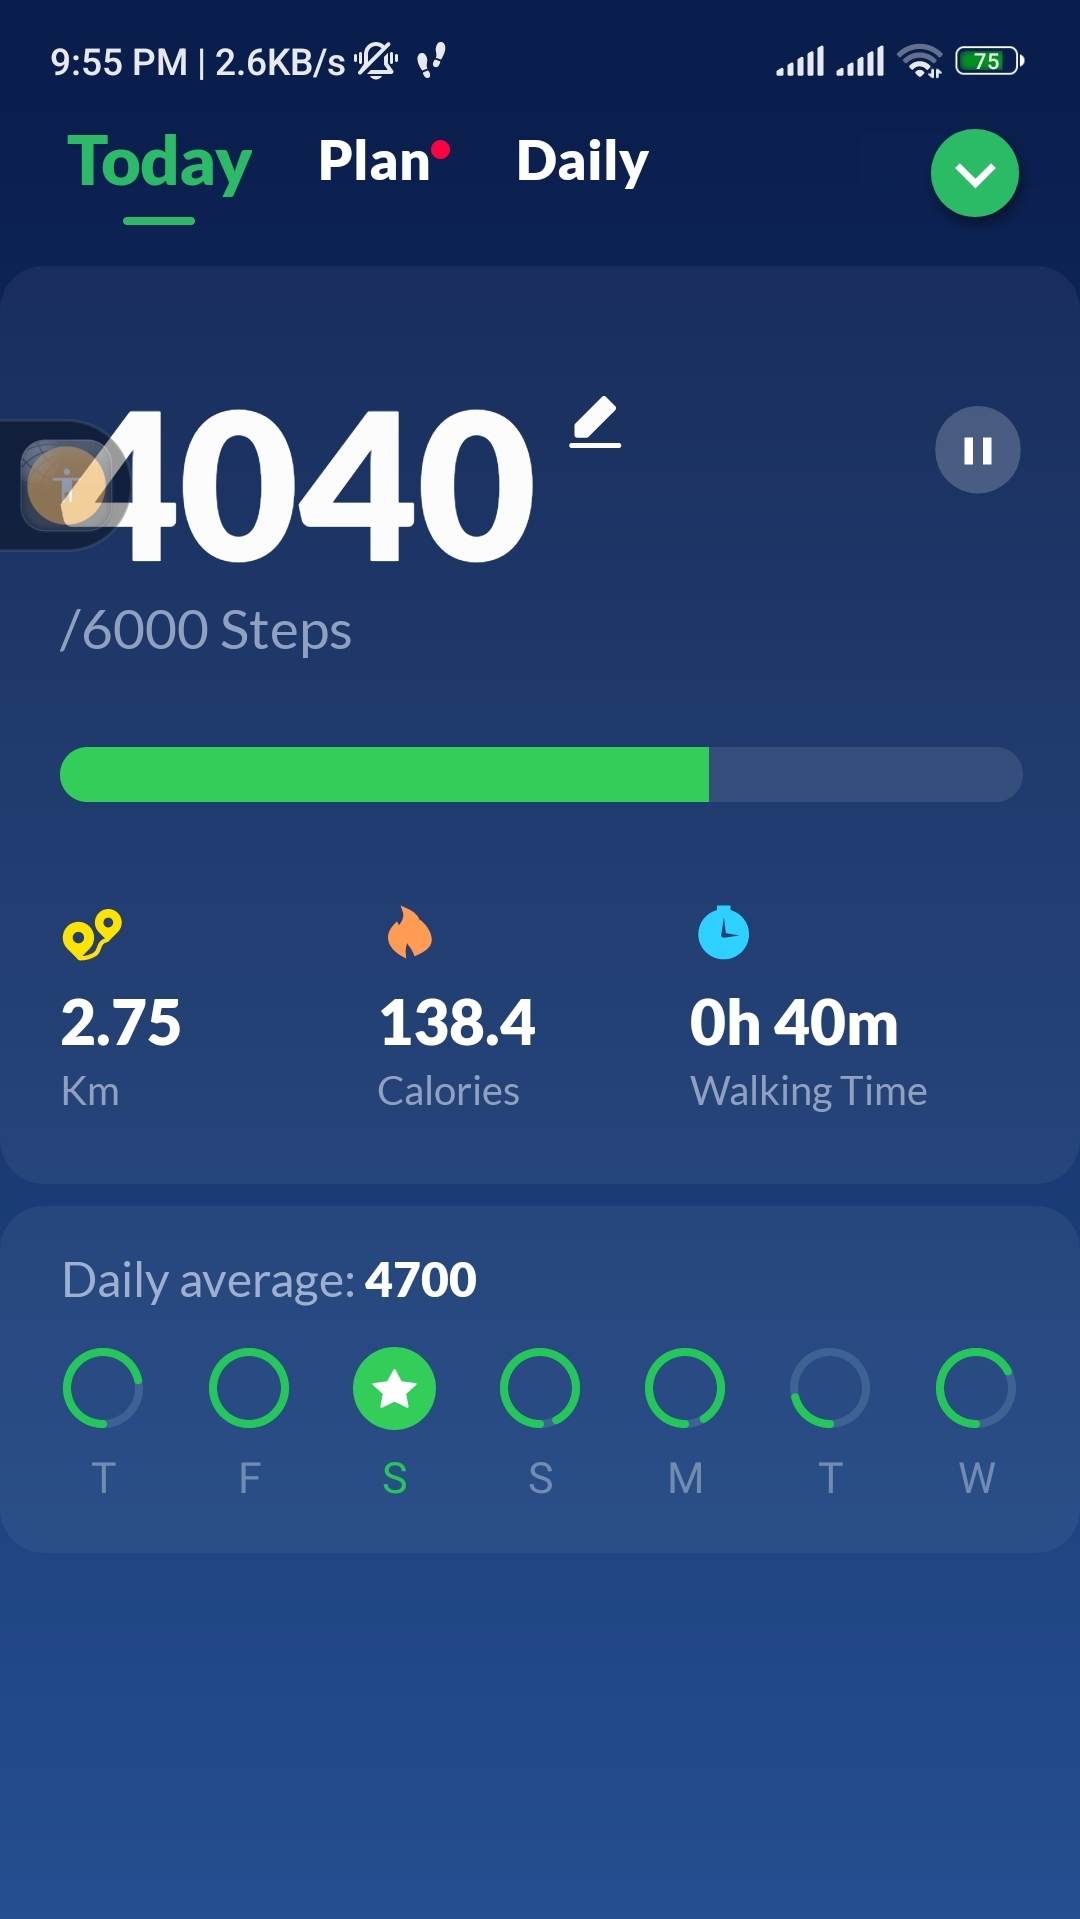 9:55 PM | 2.6KB/s 75
Today Plan Daily
4040
/6000 Steps
2.75 138.4 0h 40m
Km Calories Walking Time
Daily average: 4700
T F S S M T W